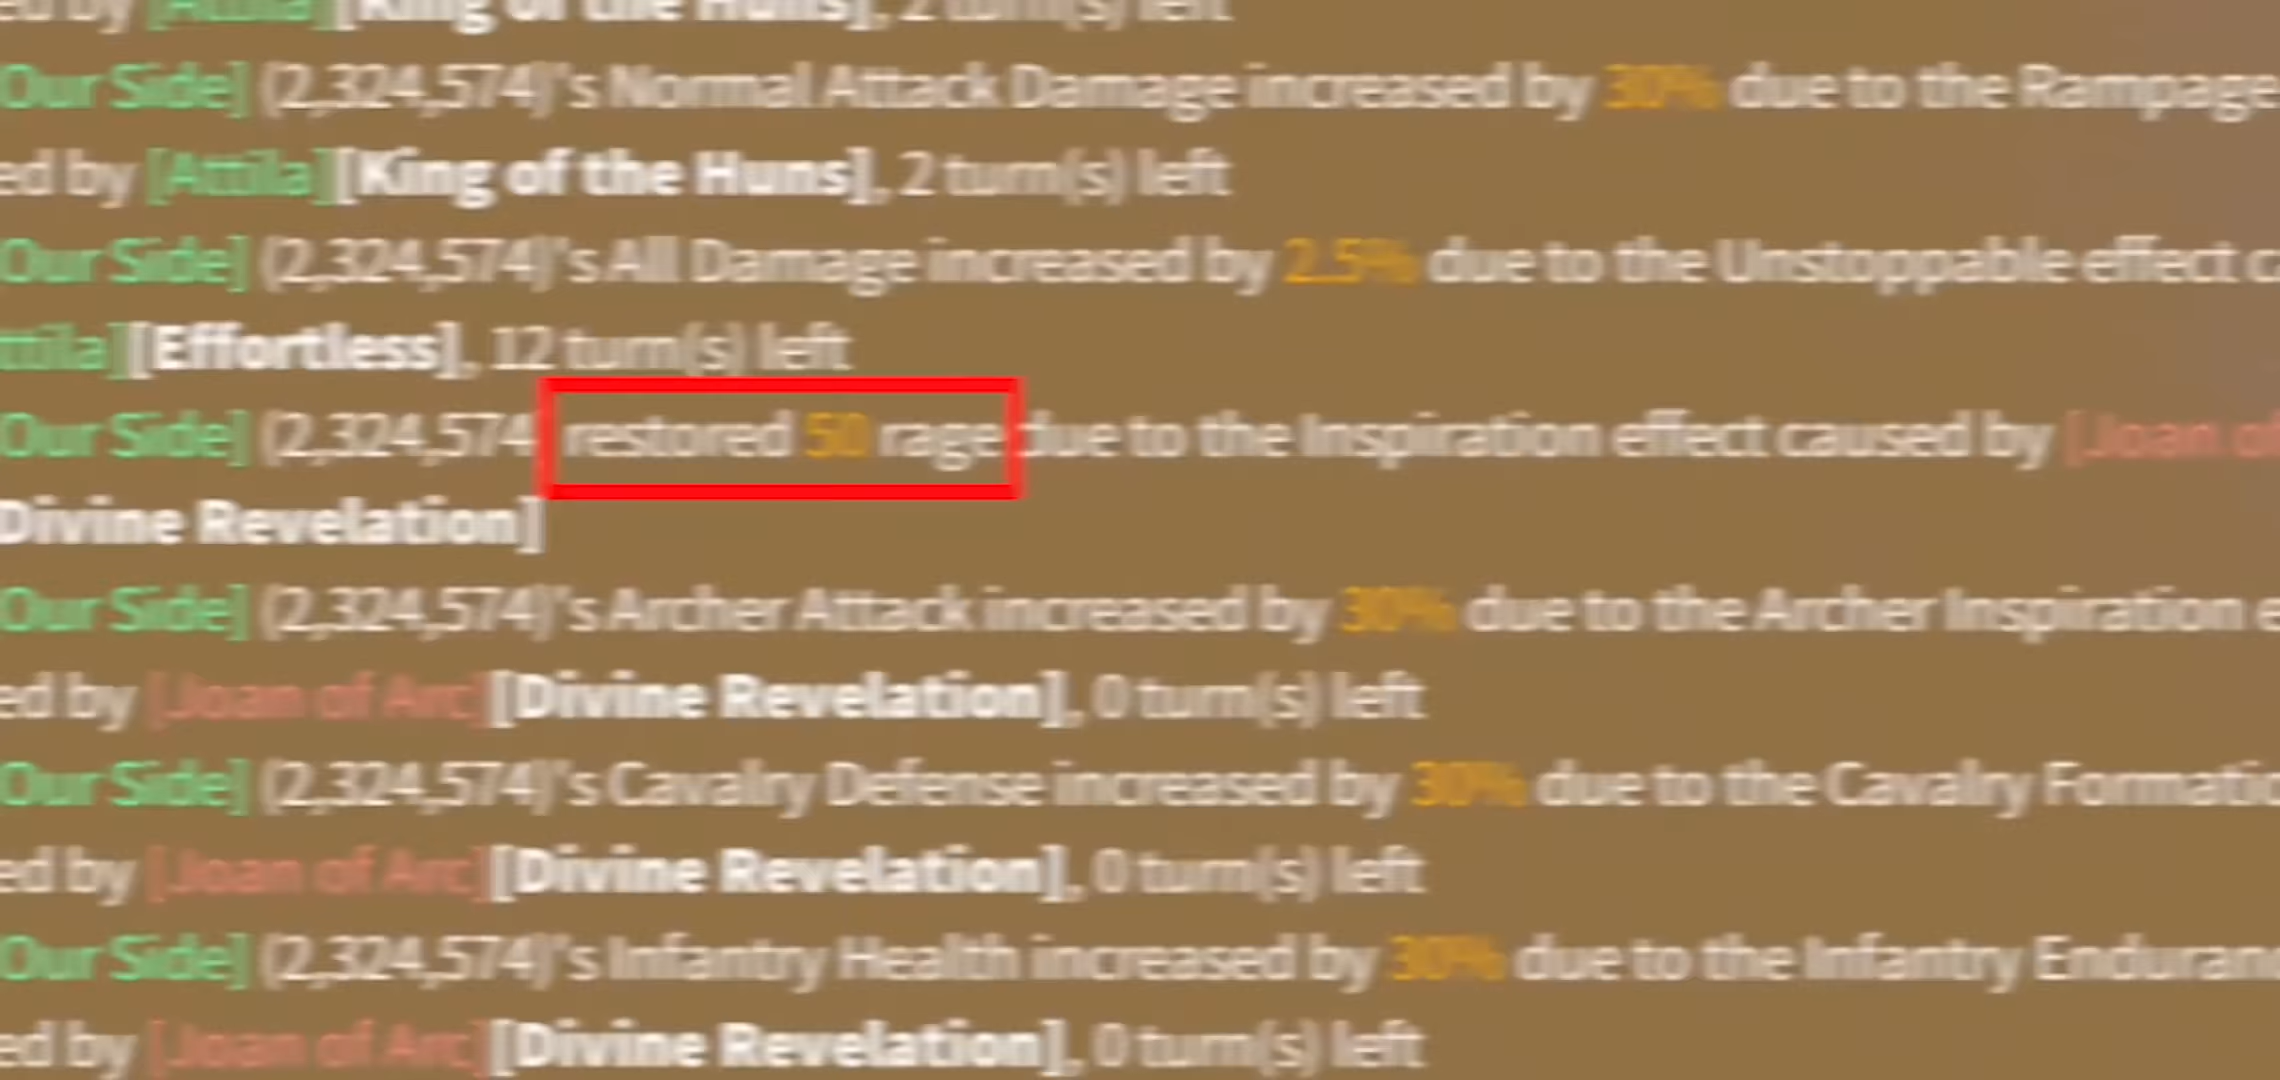 ed by [Attila][King of the Huns], 2 turn(s) left
Our Side] (2,324,574)'s Normal Attack Damage increased by 30% due to the Rampage
ed by [Attila][King of the Huns], 2 turn(s) left
Our Side] (2,324,574)'s All Damage increased by 2.5% due to the Unstoppable effect c
ttila][Effortless], 12 turn(s) left
Our Side] (2,324,574 restored 50 rage due to the Inspiration effect caused by [Joan of
Divine Revelation]
Our Side] (2,324,574)'s Archer Attack increased by 30% due to the Archer Inspiration e
ed by [Joan of Arc][Divine Revelation], 0 turn(s) left
Our Side] (2,324,574)'s Cavalry Defense increased by 30% due to the Cavalry Formatio
ed by [Joan of Arc][Divine Revelation], 0 turn(s) left
Our Side] (2,324,574)'s Infantry Health increased by 30% due to the Infantry Enduran
ed by [Joan of Arc][Divine Revelation], 0 turn(s) left